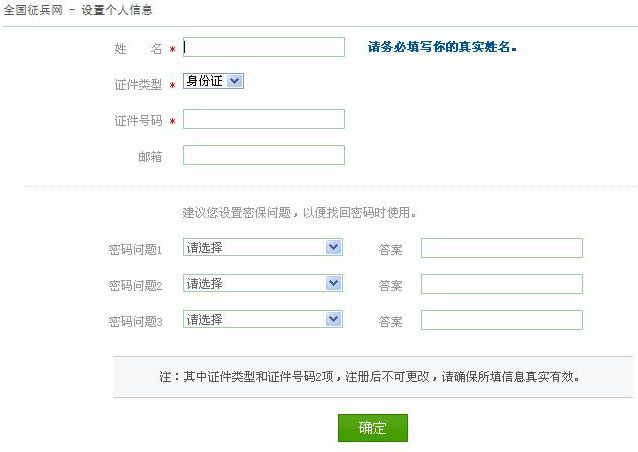 全国征兵网 - 设置个人信息
姓 名 * 请务必填写你的真实姓名。
证件类型 * 身份证
证件号码 *
邮箱
建议您设置密保问题，以便找回密码时使用。
密码问题1 请选择 答案
密码问题2 请选择 答案
密码问题3 请选择 答案
注：其中证件类型和证件号码2项，注册后不可更改，请确保所填信息真实有效。
确定